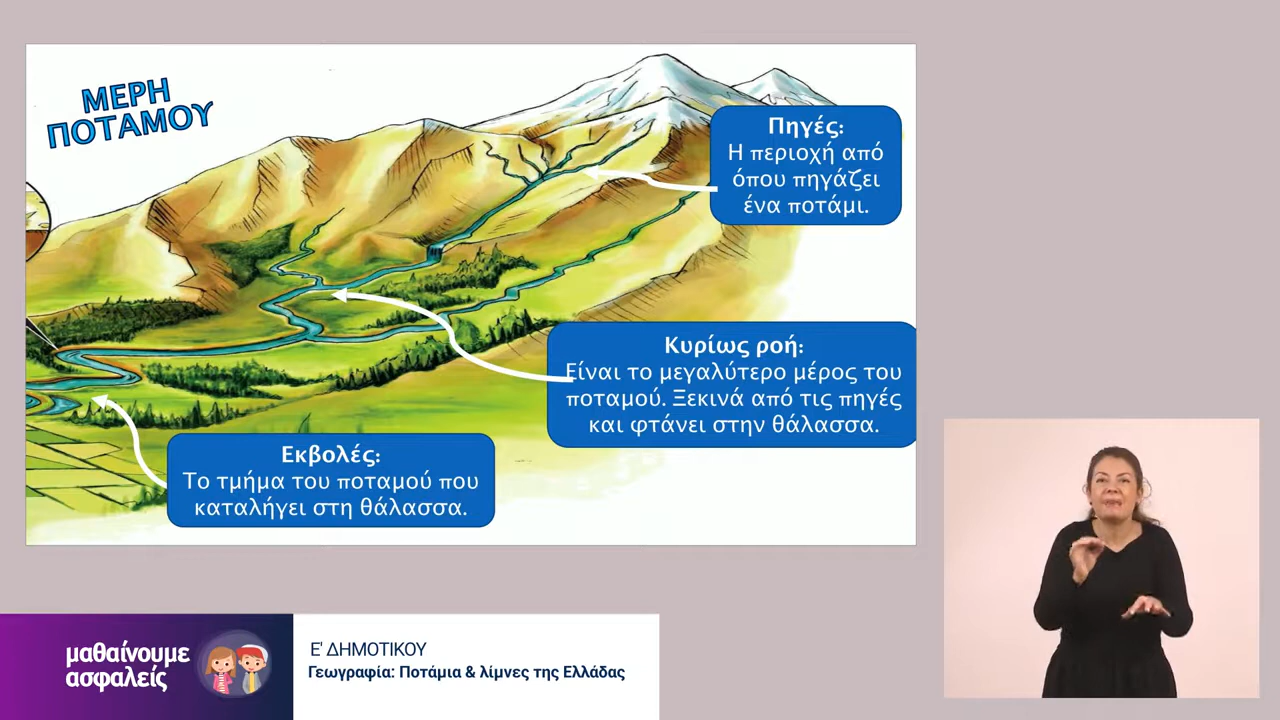 ΜΕΡΗ
ΠΟΤΑΜΟΥ
Πηγές:
Η περιοχή από
όπου πηγάζει
ένα ποτάμι.
Κυρίως ροή:
Είναι το μεγαλύτερο μέρος του
ποταμού. Ξεκινά από τις πηγές
και φτάνει στην θάλασσα.
Εκβολές:
Το τμήμα του ποταμού που
καταλήγει στη θάλασσα.
μαθαίνουμε
ασφαλείς
Ε' ΔΗΜΟΤΙΚΟΥ
Γεωγραφία: Ποτάμια & λίμνες της Ελλάδας